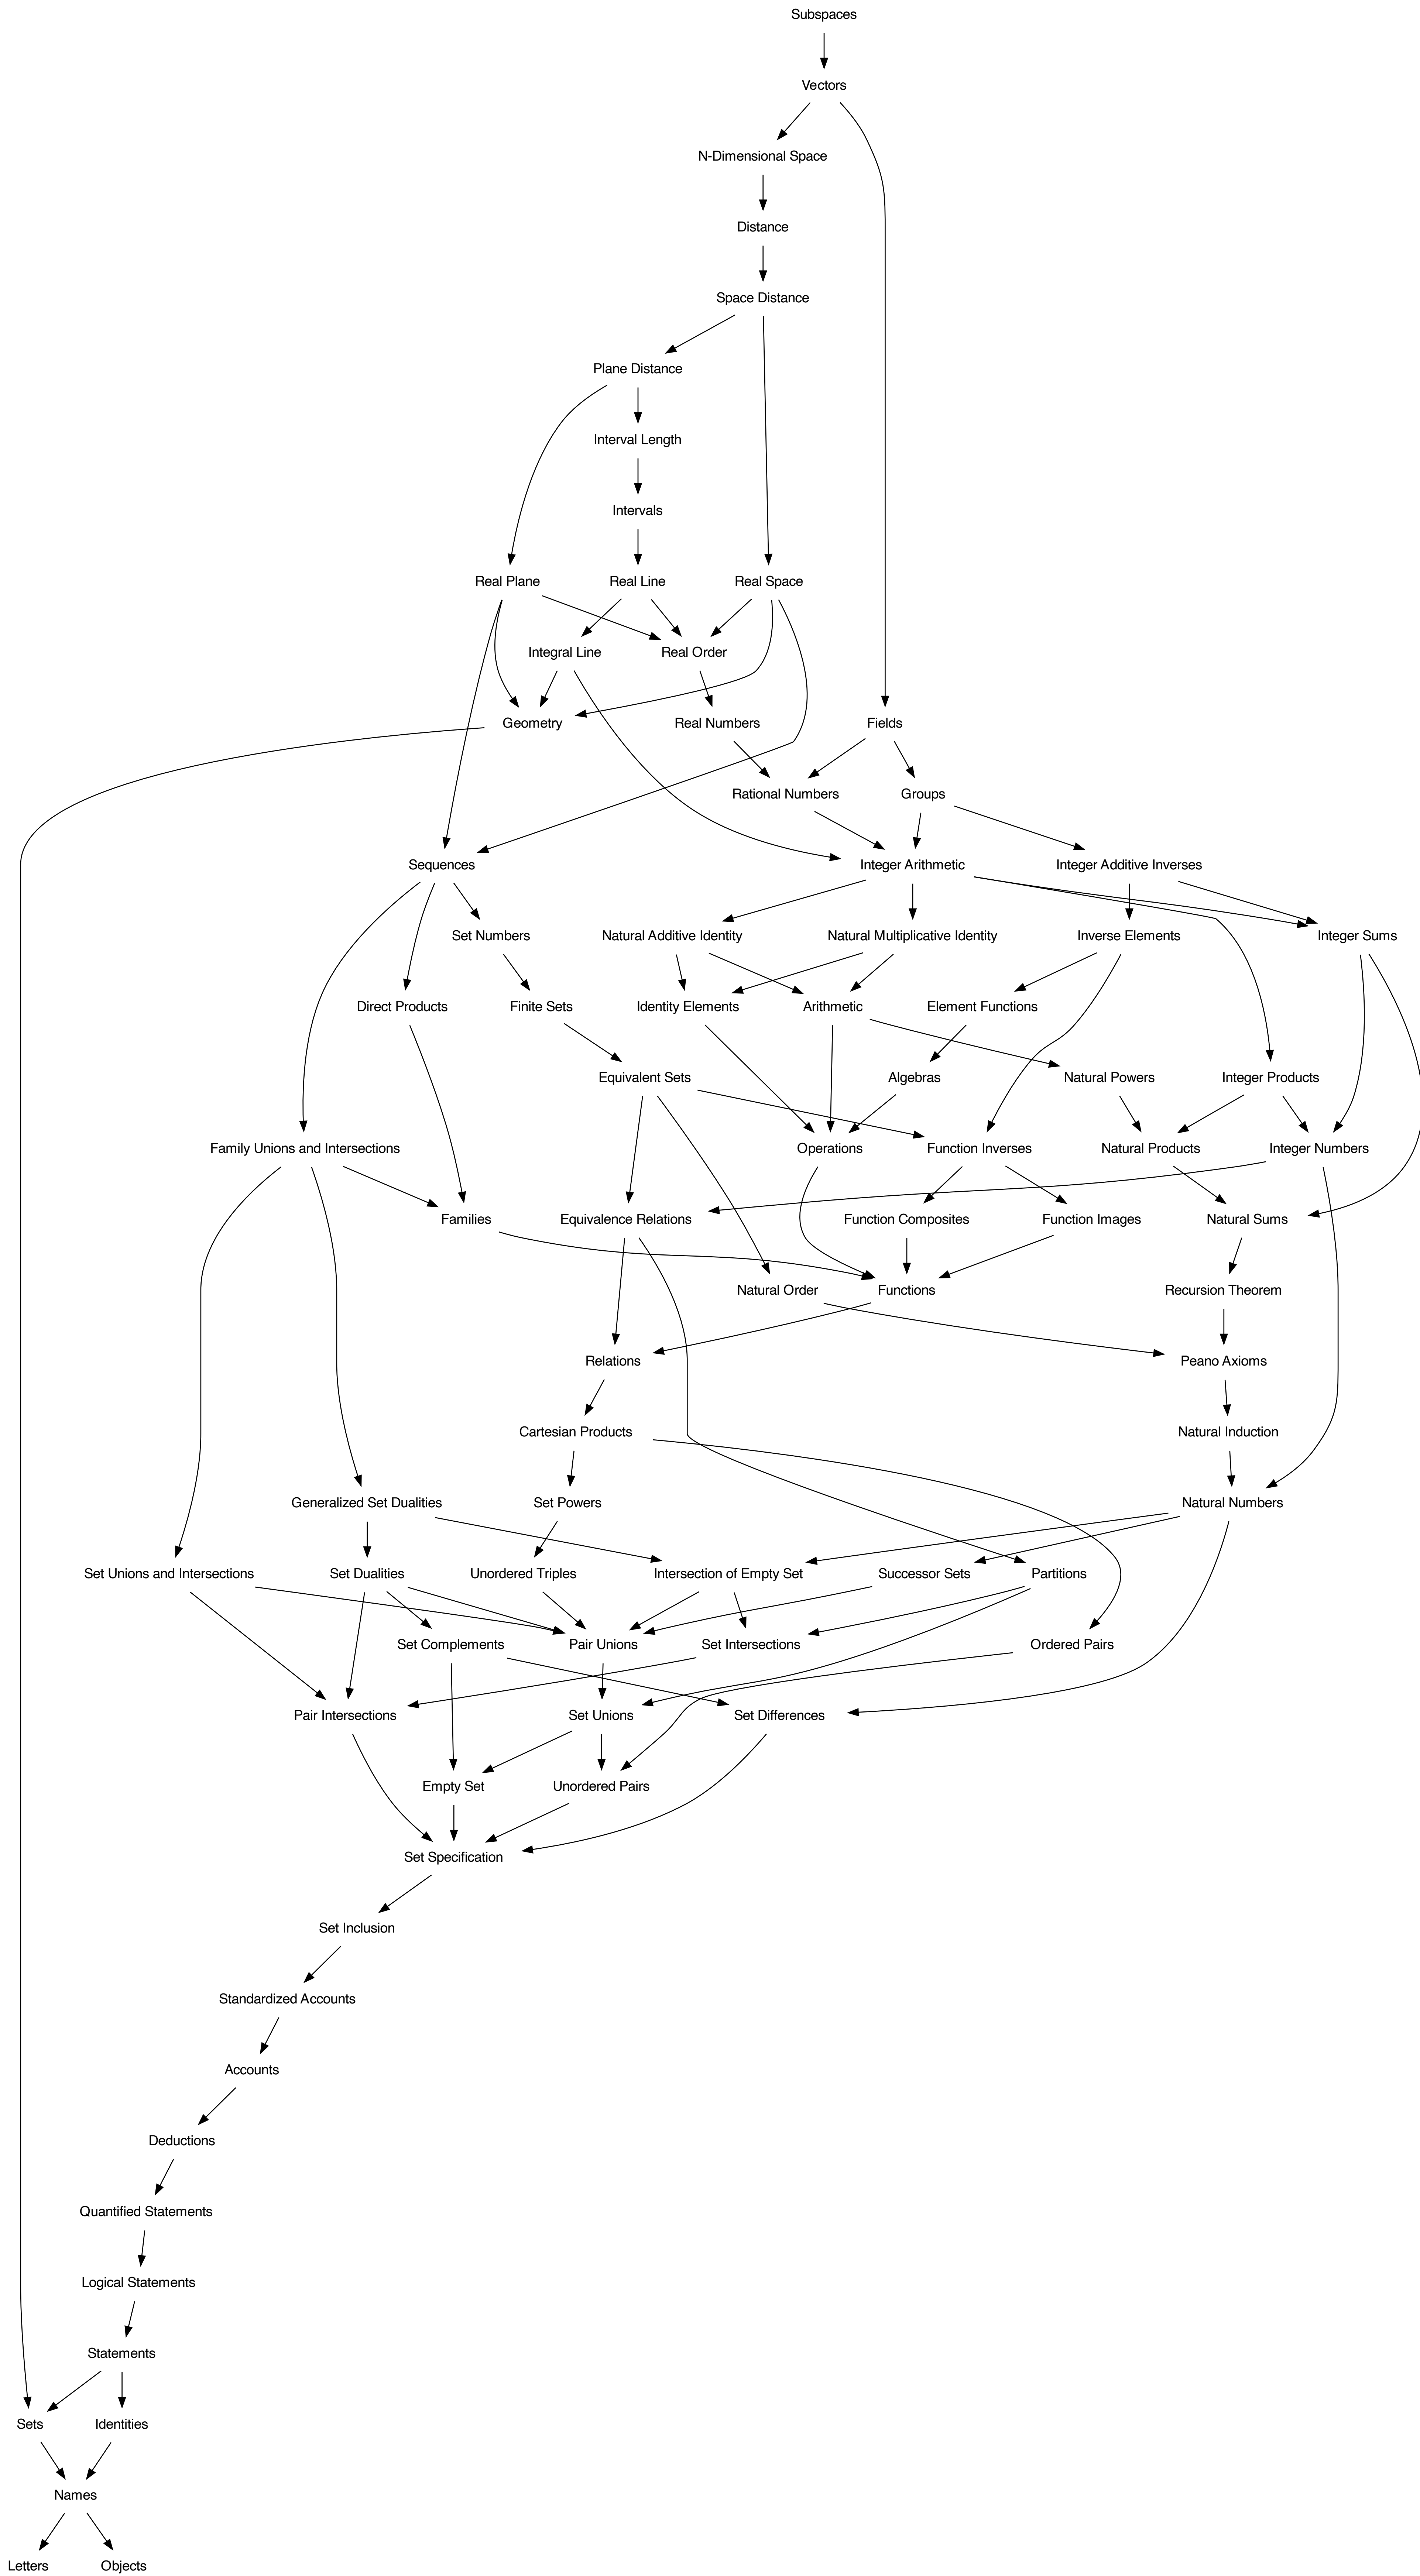 Subspaces
Vectors
N-Dimensional Space
Distance
Space Distance
Plane Distance
Interval Length
Intervals
Real Plane
Real Line
Real Space
Integral Line
Real Order
Geometry
Real Numbers
Fields
Rational Numbers
Groups
Sequences
Integer Arithmetic
Integer Additive Inverses
Set Numbers
Natural Additive Identity
Natural Multiplicative Identity
Inverse Elements
Integer Sums
Direct Products
Finite Sets
Identity Elements
Arithmetic
Element Functions
Equivalent Sets
Algebras
Natural Powers
Integer Products
Family Unions and Intersections
Operations
Function Inverses
Natural Products
Integer Numbers
Families
Equivalence Relations
Function Composites
Function Images
Natural Sums
Natural Order
Functions
Recursion Theorem
Relations
Peano Axioms
Cartesian Products
Natural Induction
Generalized Set Dualities
Set Powers
Natural Numbers
Set Unions and Intersections
Set Dualities
Unordered Triples
Intersection of Empty Set
Successor Sets
Partitions
Set Complements
Pair Unions
Set Intersections
Ordered Pairs
Pair Intersections
Set Unions
Set Differences
Empty Set
Unordered Pairs
Set Specification
Set Inclusion
Standardized Accounts
Accounts
Deductions
Quantified Statements
Logical Statements
Statements
Sets
Identities
Names
Letters
Objects